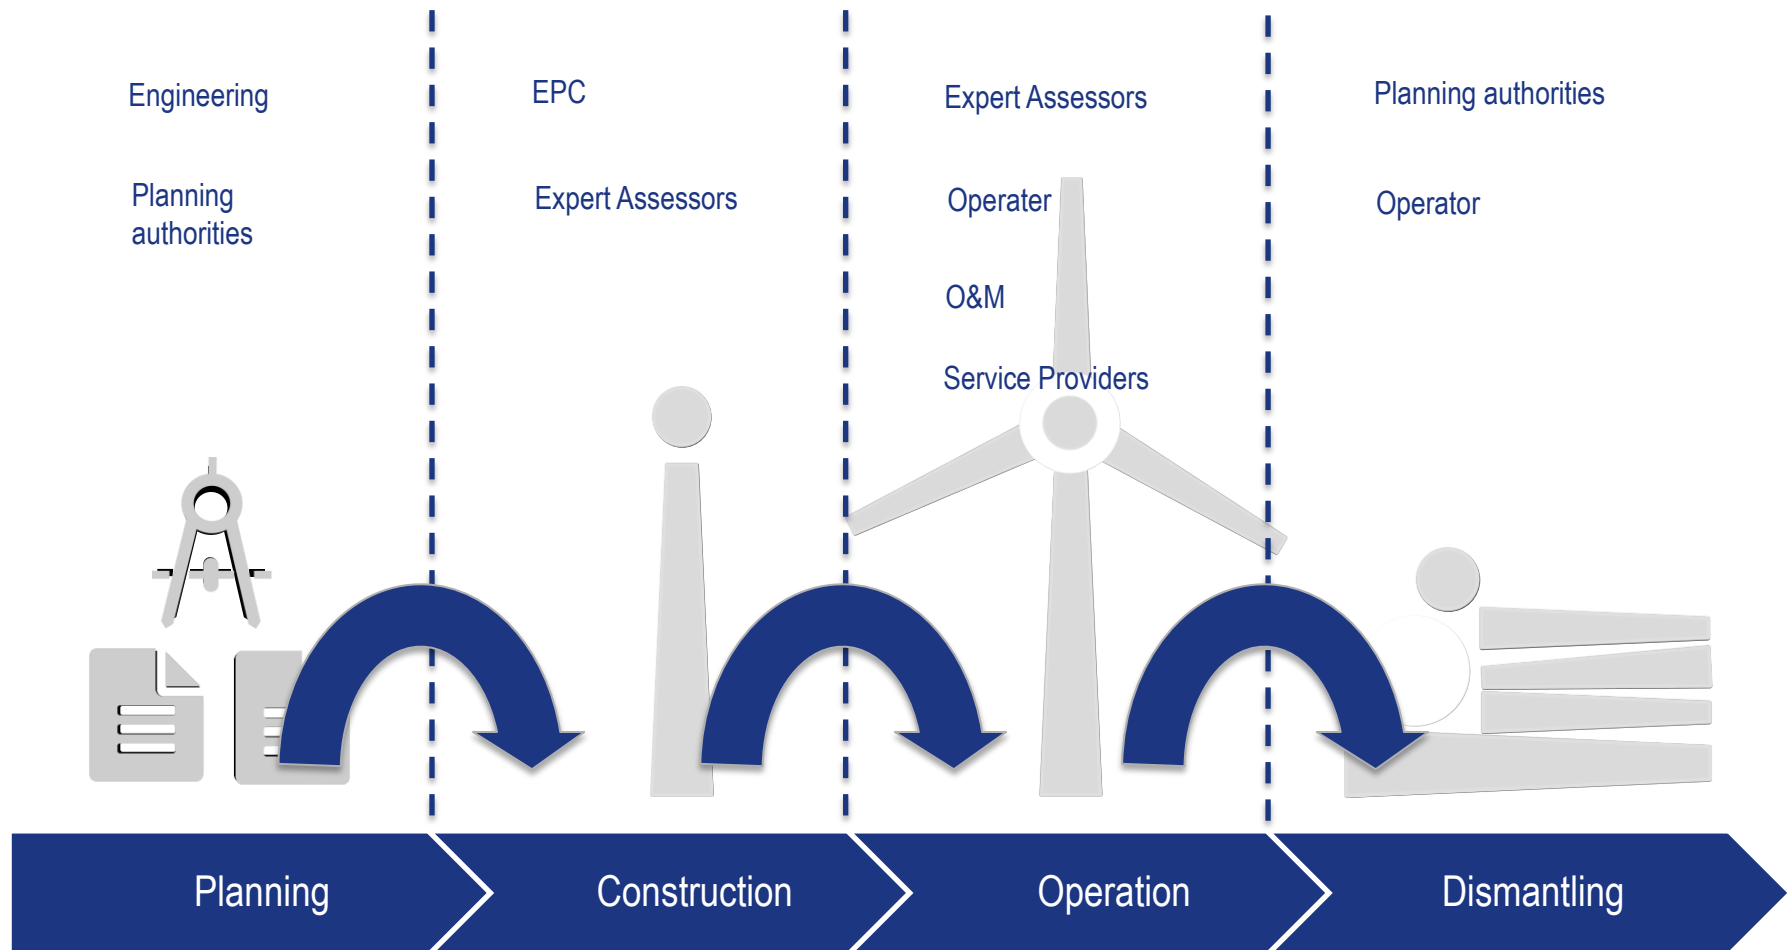 Engineering
Planning
authorities
EPC
Expert Assessors
Expert Assessors
Operater
O&M
Service Providers
Planning authorities
Operator
Planning
Construction
Operation
Dismantling